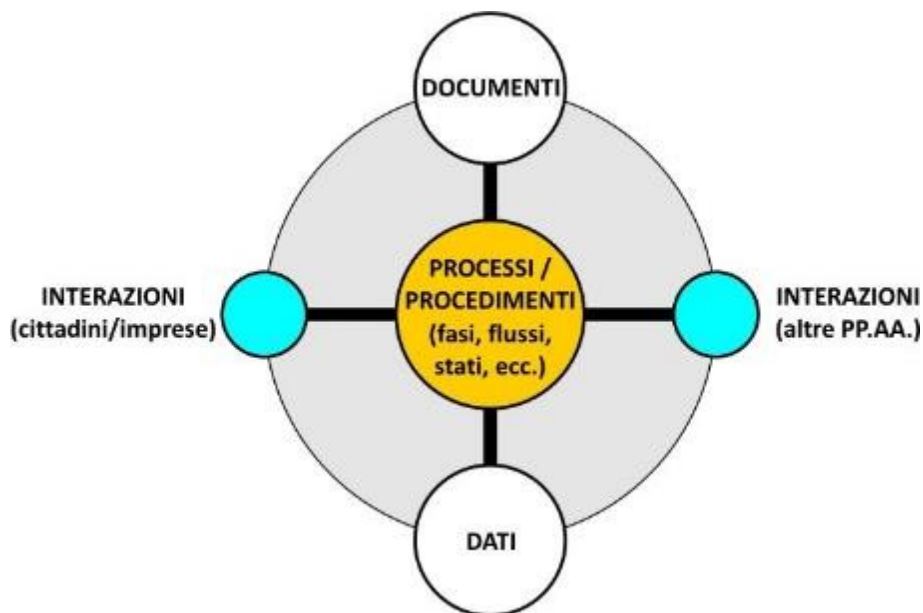 DOCUMENTI
INTERAZIONI
(cittadini/imprese)
PROCESSI /
PROCEDIMENTI
(fasi, flussi,
stati, ecc.)
INTERAZIONI
(altre PP.AA.)
DATI